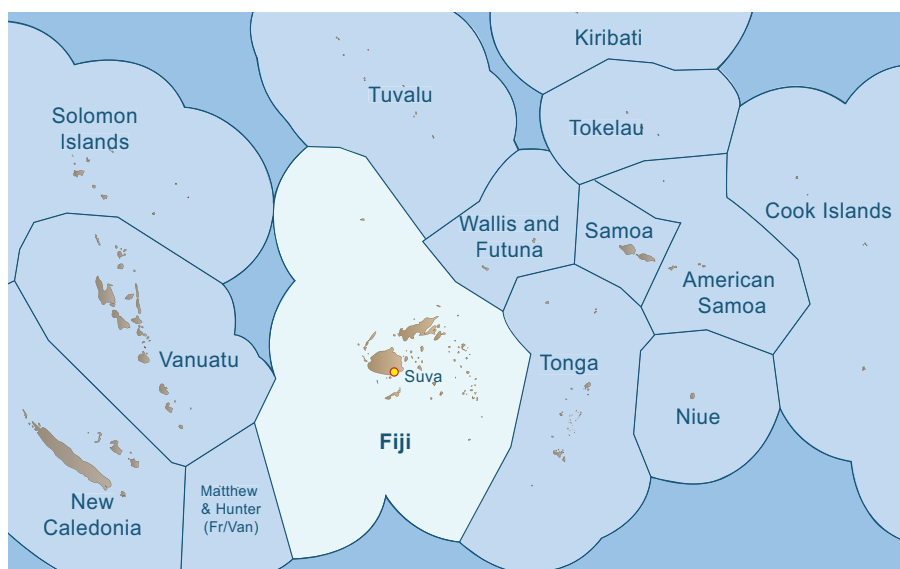 Kiribati
Tuvalu
Solomon
Islands
Tokelau
Cook Islands
Wallis and
Futuna
Samoa
American
Samoa
Vanuatu
Tonga
Suva
Niue
Fiji
Matthew
& Hunter
(Fr/Van)
New
Caledonia